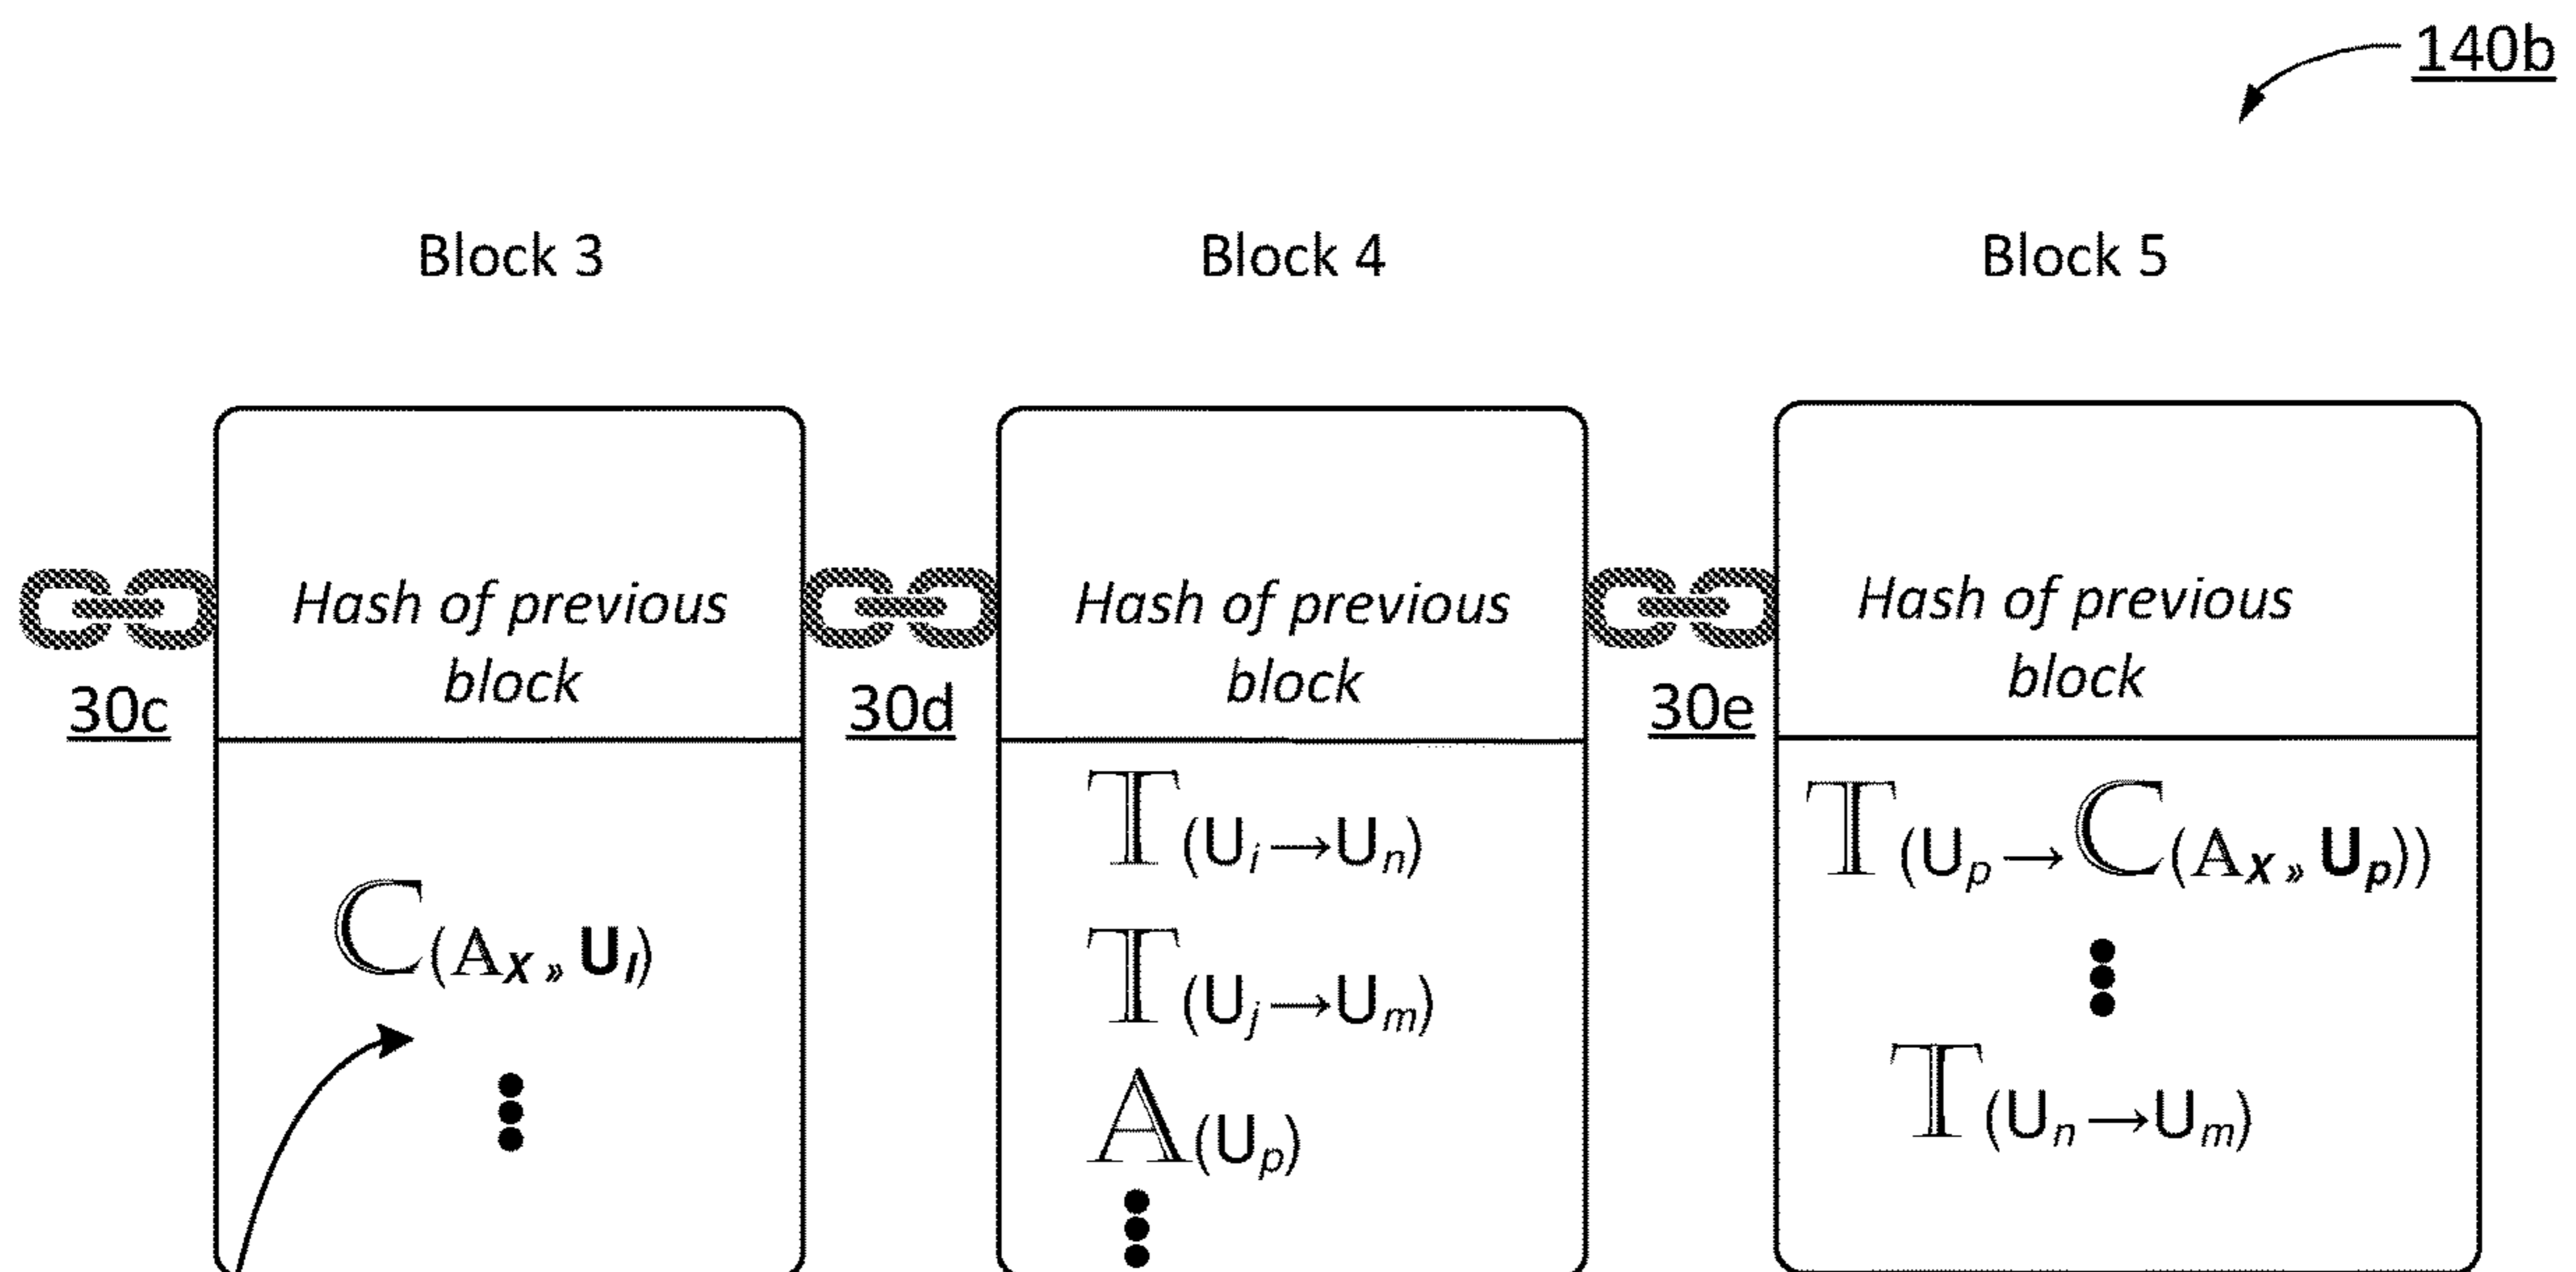 140b
Block 3
Block 4
Block 5
Hash of previous
block
Hash of previous
block
Hash of previous
block
30c
30d
30e
ℂ(A𝑿 », U𝑰)
𝕋(Uᵢ→Uₙ)
𝕋(Uⱼ→Uₘ)
𝔸(Uₚ)
𝕋(Uₚ→ℂ(A𝑿 », Uₚ))
𝕋(Uₙ→Uₘ)